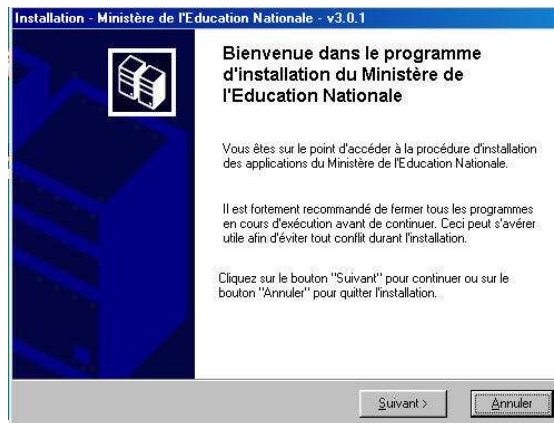 Installation - Ministère de l'Education Nationale - v3.0.1
Bienvenue dans le programme
d'installation du Ministère de
l'Education Nationale
Vous êtes sur le point d'accéder à la procédure d'installation
des applications du Ministère de l'Education Nationale.
Il est fortement recommandé de fermer tous les programmes
en cours d'exécution avant de continuer. Ceci peut s'avérer
utile afin d'éviter tout conflit durant l'installation.
Cliquez sur le bouton "Suivant" pour continuer ou sur le
bouton "Annuler" pour quitter l'installation.
Suivant >
Annuler